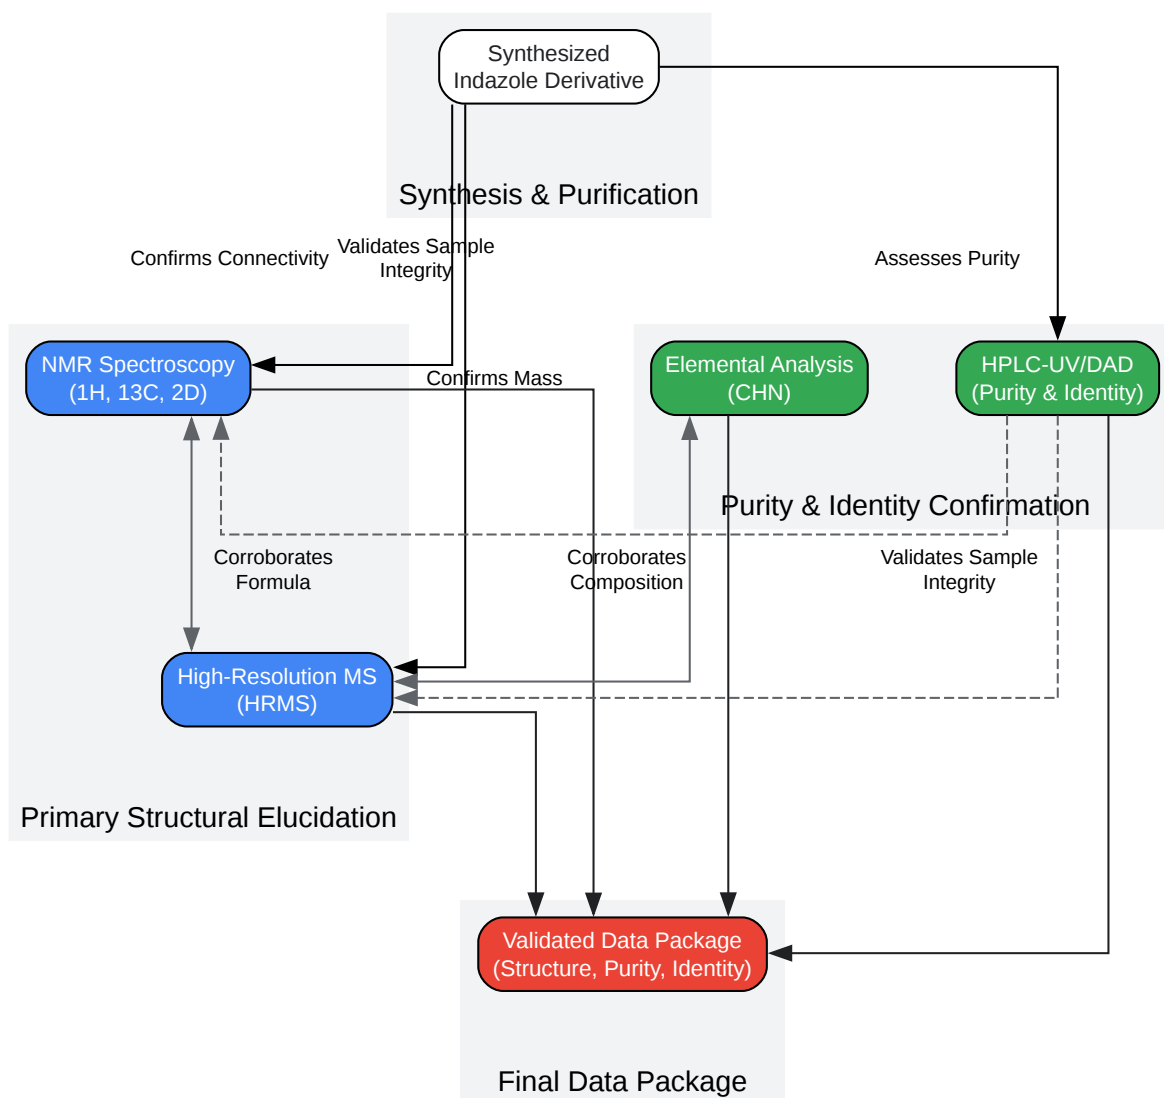 Synthesized
Indazole Derivative
Synthesis & Purification
Confirms Connectivity
Validates Sample
Integrity
Assesses Purity
NMR Spectroscopy
(1H, 13C, 2D)
Confirms Mass
Elemental Analysis
(CHN)
HPLC-UV/DAD
(Purity & Identity)
Purity & Identity Confirmation
Corroborates
Formula
Corroborates
Composition
Validates Sample
Integrity
High-Resolution MS
(HRMS)
Primary Structural Elucidation
Validated Data Package
(Structure, Purity, Identity)
Final Data Package